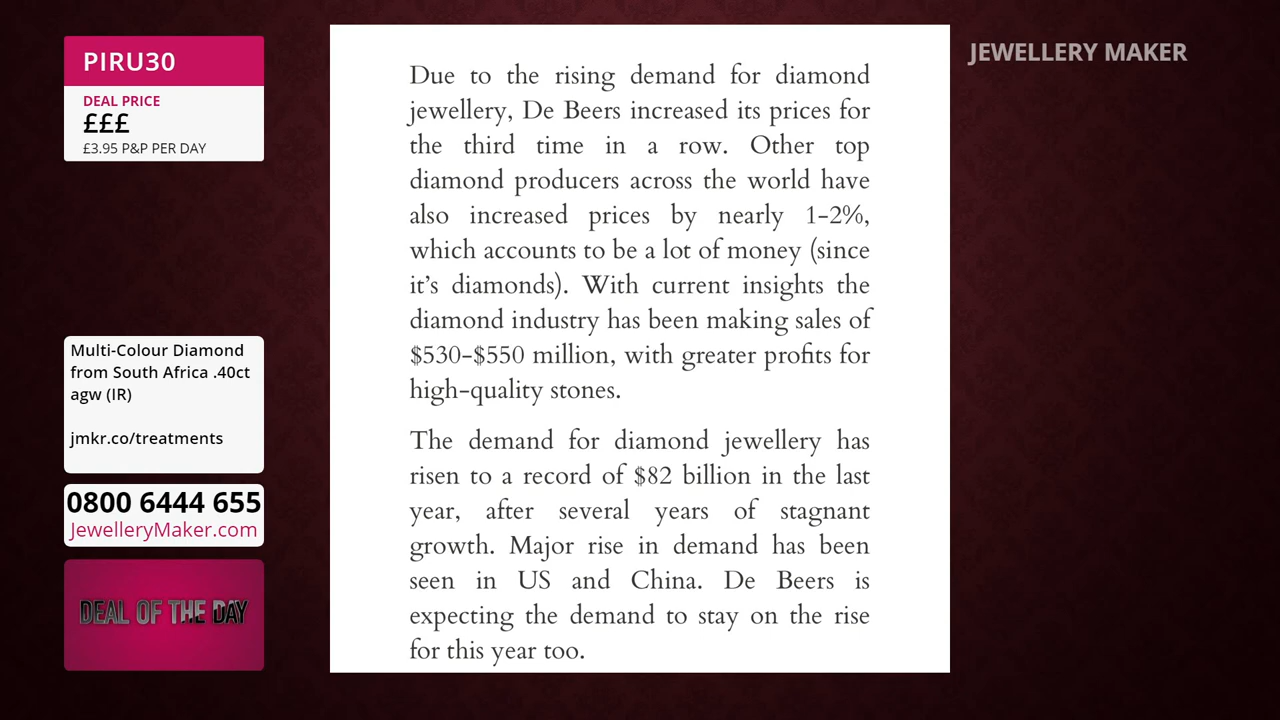 PIRU30
DEAL PRICE
£££
£3.95 P&P PER DAY
Multi-Colour Diamond
from South Africa .40ct
agw (IR)
jmkr.co/treatments
0800 6444 655
JewelleryMaker.com
DEAL OF THE DAY
Due to the rising demand for diamond
jewellery, De Beers increased its prices for
the third time in a row. Other top
diamond producers across the world have
also increased prices by nearly 1-2%,
which accounts to be a lot of money (since
it's diamonds). With current insights the
diamond industry has been making sales of
$530-$550 million, with greater profits for
high-quality stones.
The demand for diamond jewellery has
risen to a record of $82 billion in the last
year, after several years of stagnant
growth. Major rise in demand has been
seen in US and China. De Beers is
expecting the demand to stay on the rise
for this year too.
JEWELLERY MAKER